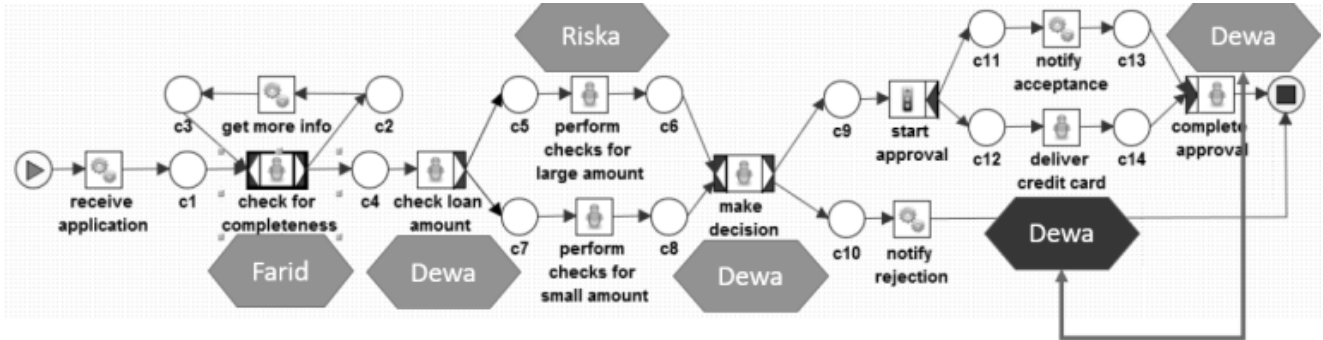 Riska
Dewa
c11
notify
acceptance
c13
c3
get more info
c2
c5
perform
checks for
large amount
c6
c9
start
approval
c12
deliver
credit card
c14
complete
approval
receive
application
c1
check for
completeness
c4
check loan
amount
c7
perform
checks for
small amount
c8
make
decision
c10
notify
rejection
Farid
Dewa
Dewa
Dewa